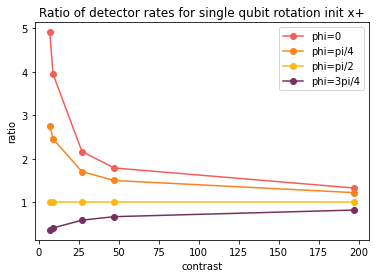 Ratio of detector rates for single qubit rotation init x+
5
4
3
2
1
ratio
phi=0
phi=pi/4
phi=pi/2
phi=3pi/4
0 25 50 75 100 125 150 175 200
contrast